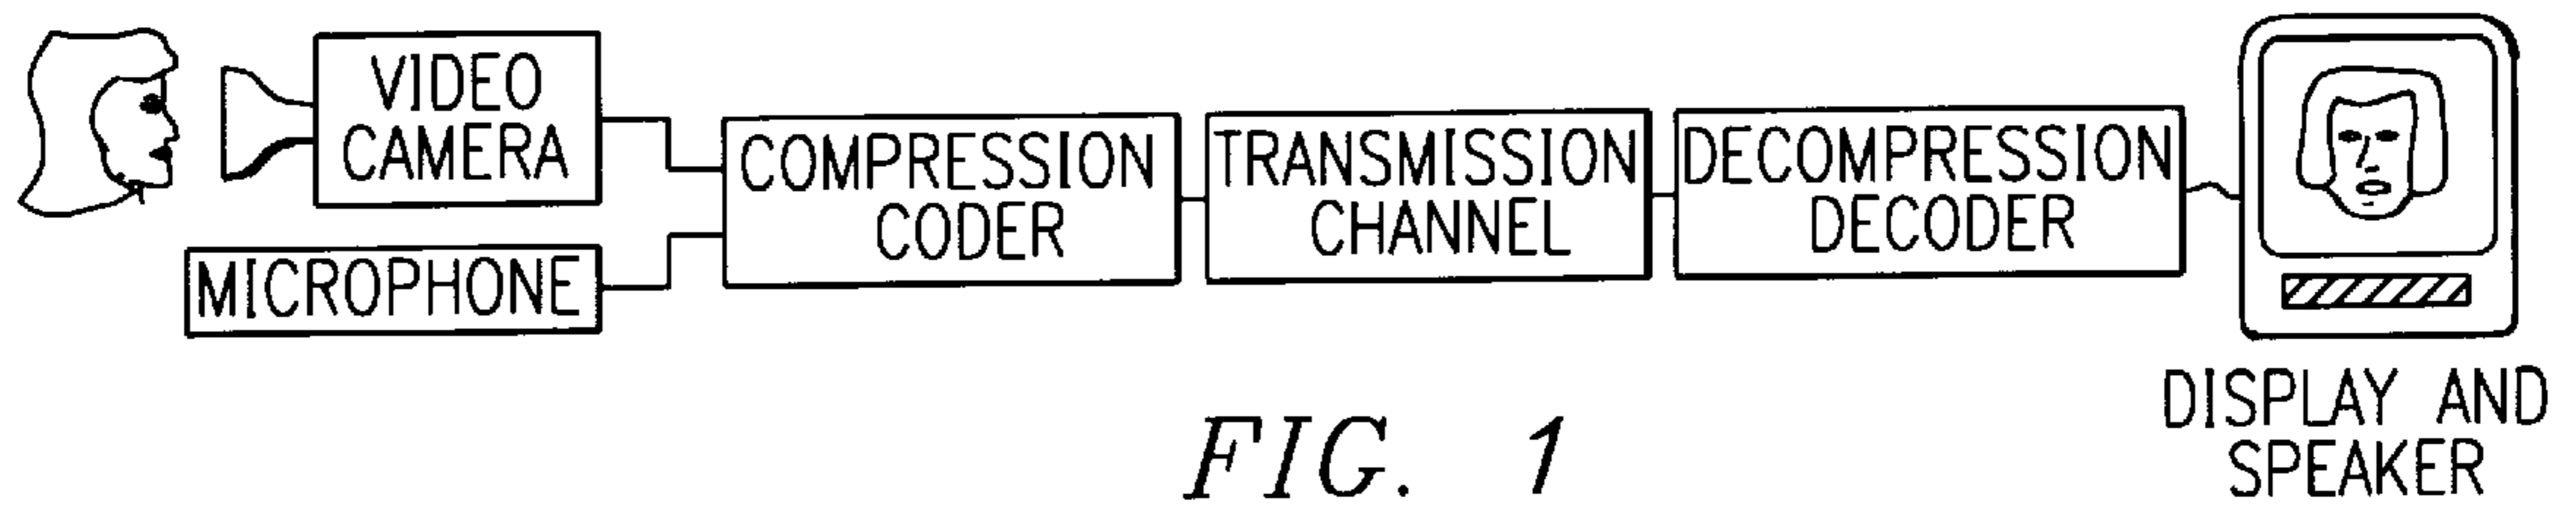 VIDEO
CAMERA
MICROPHONE
COMPRESSION
CODER
TRANSMISSION
CHANNEL
DECOMPRESSION
DECODER
DISPLAY AND
SPEAKER
FIG. 1